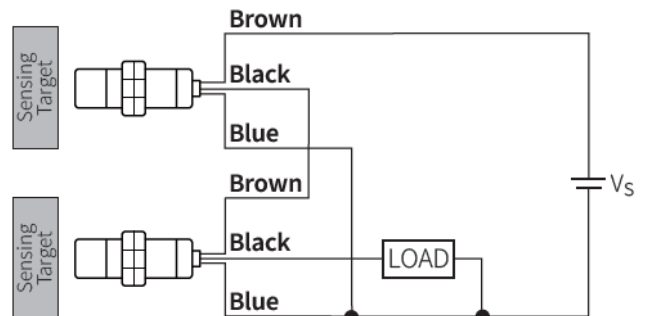 Sensing
Target
Brown
Black
Blue
Brown
Sensing
Target
Black
LOAD
Blue
VS